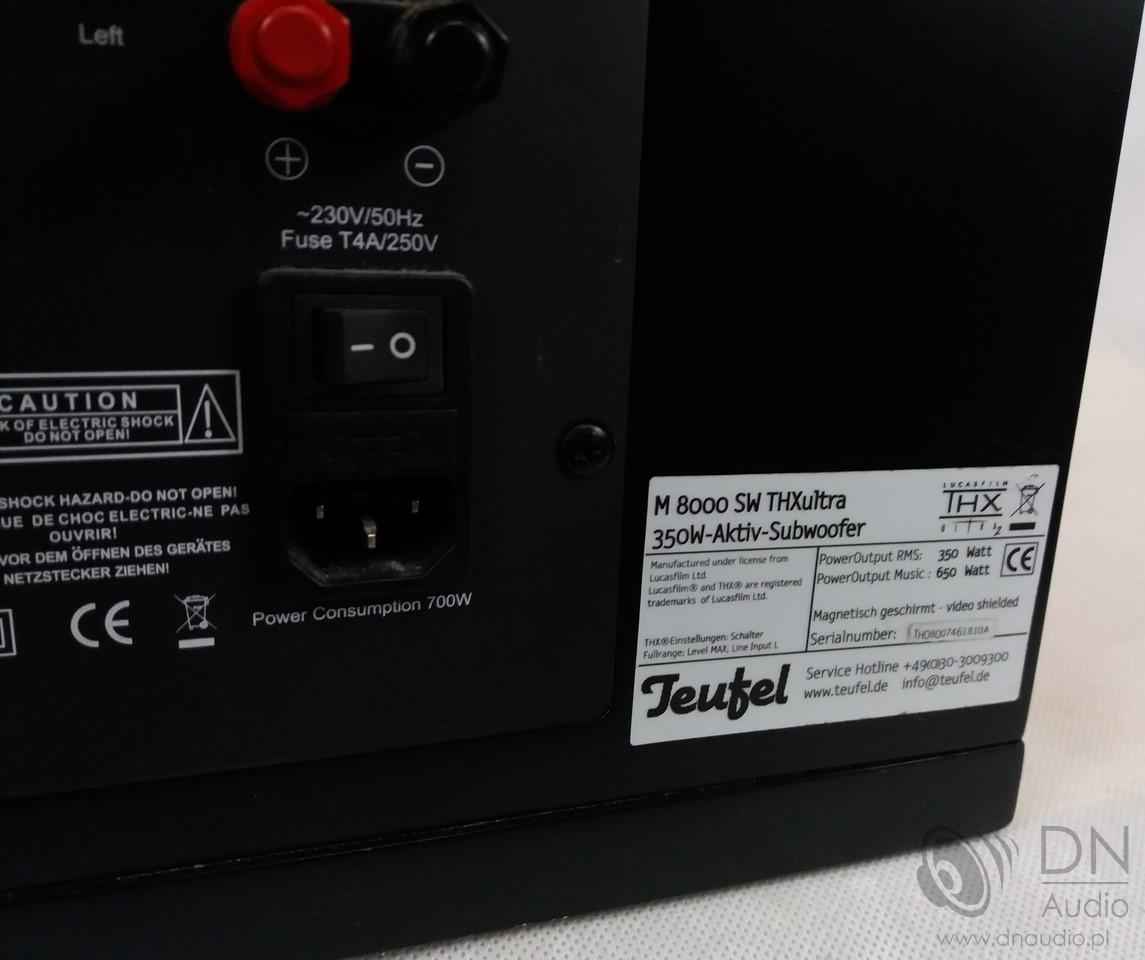 Left
~230V/50Hz
Fuse T4A/250V
CAUTION
K OF ELECTRIC SHOCK
DO NOT OPEN!
SHOCK HAZARD-DO NOT OPEN!
QUE DE CHOC ELECTRIC-NE PAS
OUVRIR!
VOR DEM ÖFFNEN DES GERÄTES
NETZSTECKER ZIEHEN!
CE
Power Consumption 700W
M 8000 SW THXultra
350W-Aktiv-Subwoofer
LUCASFILM
THX
ULTRA 2
Manufactured under license from
Lucasfilm Ltd.
Lucasfilm® and THX® are registered
trademarks of Lucasfilm Ltd.
THX®Einstellungen: Schalter
Fullrange; Level MAX; Line Input L
PowerOutput RMS: 350 Watt
PowerOutput Music : 650 Watt
CE
Magnetisch geschirmt - video shielded
Serialnumber: TH08007461810A
Teufel
Service Hotline +49(0)30-3009300
www.teufel.de info@teufel.de
DN
Audio
www.dnaudio.pl